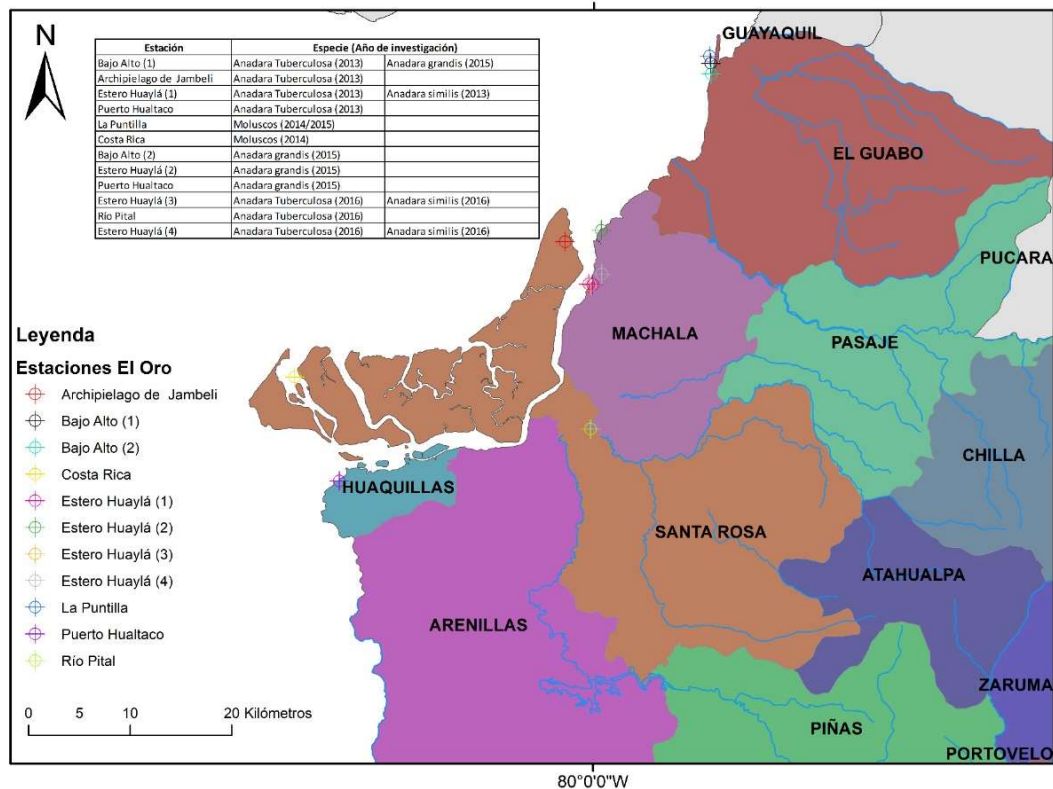 N
Estación Especie (Año de investigación)
Bajo Alto (1) Anadara Tuberculosa (2013) Anadara grandis (2015)
Archipielago de Jambeli Anadara Tuberculosa (2013)
Estero Huaylá (1) Anadara Tuberculosa (2013) Anadara similis (2013)
Puerto Hualtaco Anadara Tuberculosa (2013)
La Puntilla Moluscos (2014/2015)
Costa Rica Moluscos (2014)
Bajo Alto (2) Anadara grandis (2015)
Estero Huaylá (2) Anadara grandis (2015)
Puerto Hualtaco Anadara grandis (2015)
Estero Huaylá (3) Anadara Tuberculosa (2016) Anadara similis (2016)
Río Pital Anadara Tuberculosa (2016)
Estero Huaylá (4) Anadara Tuberculosa (2016) Anadara similis (2016)
GUAYAQUIL
EL GUABO
PUCARA
MACHALA
PASAJE
CHILLA
HUAQUILLAS
SANTA ROSA
ATAHUALPA
ARENILLAS
ZARUMA
PIÑAS
PORTOVELO
Leyenda
Estaciones El Oro
Archipielago de Jambeli
Bajo Alto (1)
Bajo Alto (2)
Costa Rica
Estero Huaylá (1)
Estero Huaylá (2)
Estero Huaylá (3)
Estero Huaylá (4)
La Puntilla
Puerto Hualtaco
Río Pital
0 5 10 20 Kilómetros
80°0'0"W